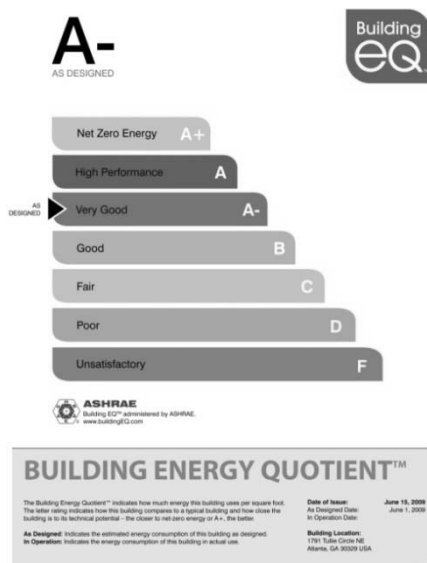 A-
AS DESIGNED
Building
eQ™
Net Zero Energy A+
High Performance A
AS
DESIGNED
Very Good A-
Good B
Fair C
Poor D
Unsatisfactory F
ASHRAE
Building EQ™ administered by ASHRAE.
www.buildingEQ.com
BUILDING ENERGY QUOTIENT™
The Building Energy Quotient™ indicates how much energy this building uses per square foot.
The letter rating indicates how this building compares to a typical building and how close the
building is to its technical potential – the closer to net-zero energy or A+, the better.
As Designed: Indicates the estimated energy consumption of this building as designed.
In Operation: Indicates the energy consumption of this building in actual use.
Date of Issue: June 15, 2009
As Designed Date: June 1, 2009
In Operation Date:
Building Location:
1791 Tullie Circle NE
Atlanta, GA 30329 USA